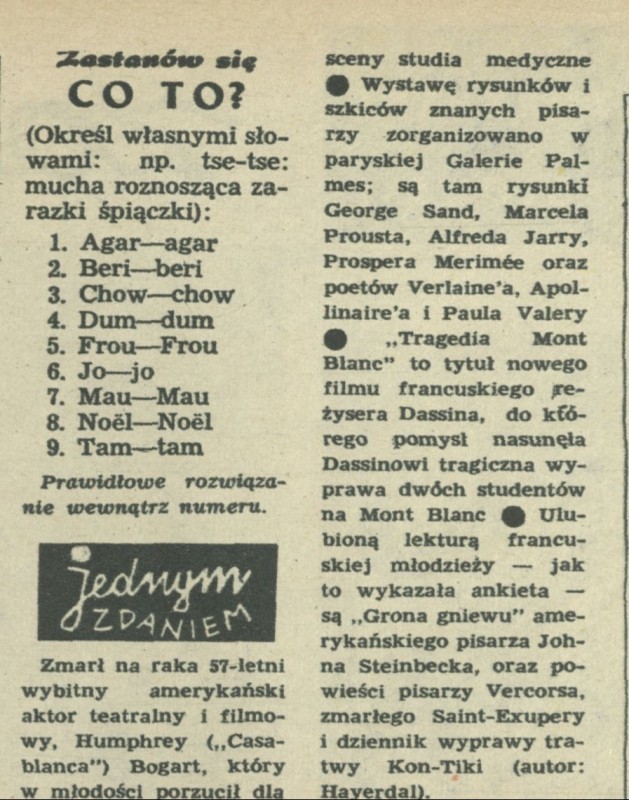 Zastanów się
CO TO?
(Określ własnymi sło-
wami: np. tse-tse:
mucha roznosząca za-
razki śpiączki):
1. Agar—agar
2. Beri—beri
3. Chow—chow
4. Dum—dum
5. Frou—Frou
6. Jo—jo
7. Mau—Mau
8. Noël—Noël
9. Tam—tam
Prawidłowe rozwiąza-
nie wewnątrz numeru.
jednym
ZDANIEM
Zmarł na raka 57-letni
wybitny amerykański
aktor teatralny i filmo-
wy, Humphrey („Casa-
blanca") Bogart, który
w młodości porzucił dla
sceny studia medyczne
● Wystawę rysunków i
szkiców znanych pisa-
rzy zorganizowano w
paryskiej Galerie Pal-
mes; są tam rysunki
George Sand, Marcela
Prousta, Alfreda Jarry,
Prospera Merimée oraz
poetów Verlaine'a, Apol-
linaire'a i Paula Valery
● „Tragedia Mont
Blanc" to tytuł nowego
filmu francuskiego re-
żysera Dassina, do któ-
rego pomysł nasunęła
Dassinowi tragiczna wy-
prawa dwóch studentów
na Mont Blanc ● Ulu-
bioną lekturą francu-
skiej młodzieży — jak
to wykazała ankieta —
są „Grona gniewu" ame-
rykańskiego pisarza Joh-
na Steinbecka, oraz po-
wieści pisarzy Vercorsa,
zmarłego Saint-Exupery
i dziennik wyprawy tra-
twy Kon-Tiki (autor:
Hayerdal).